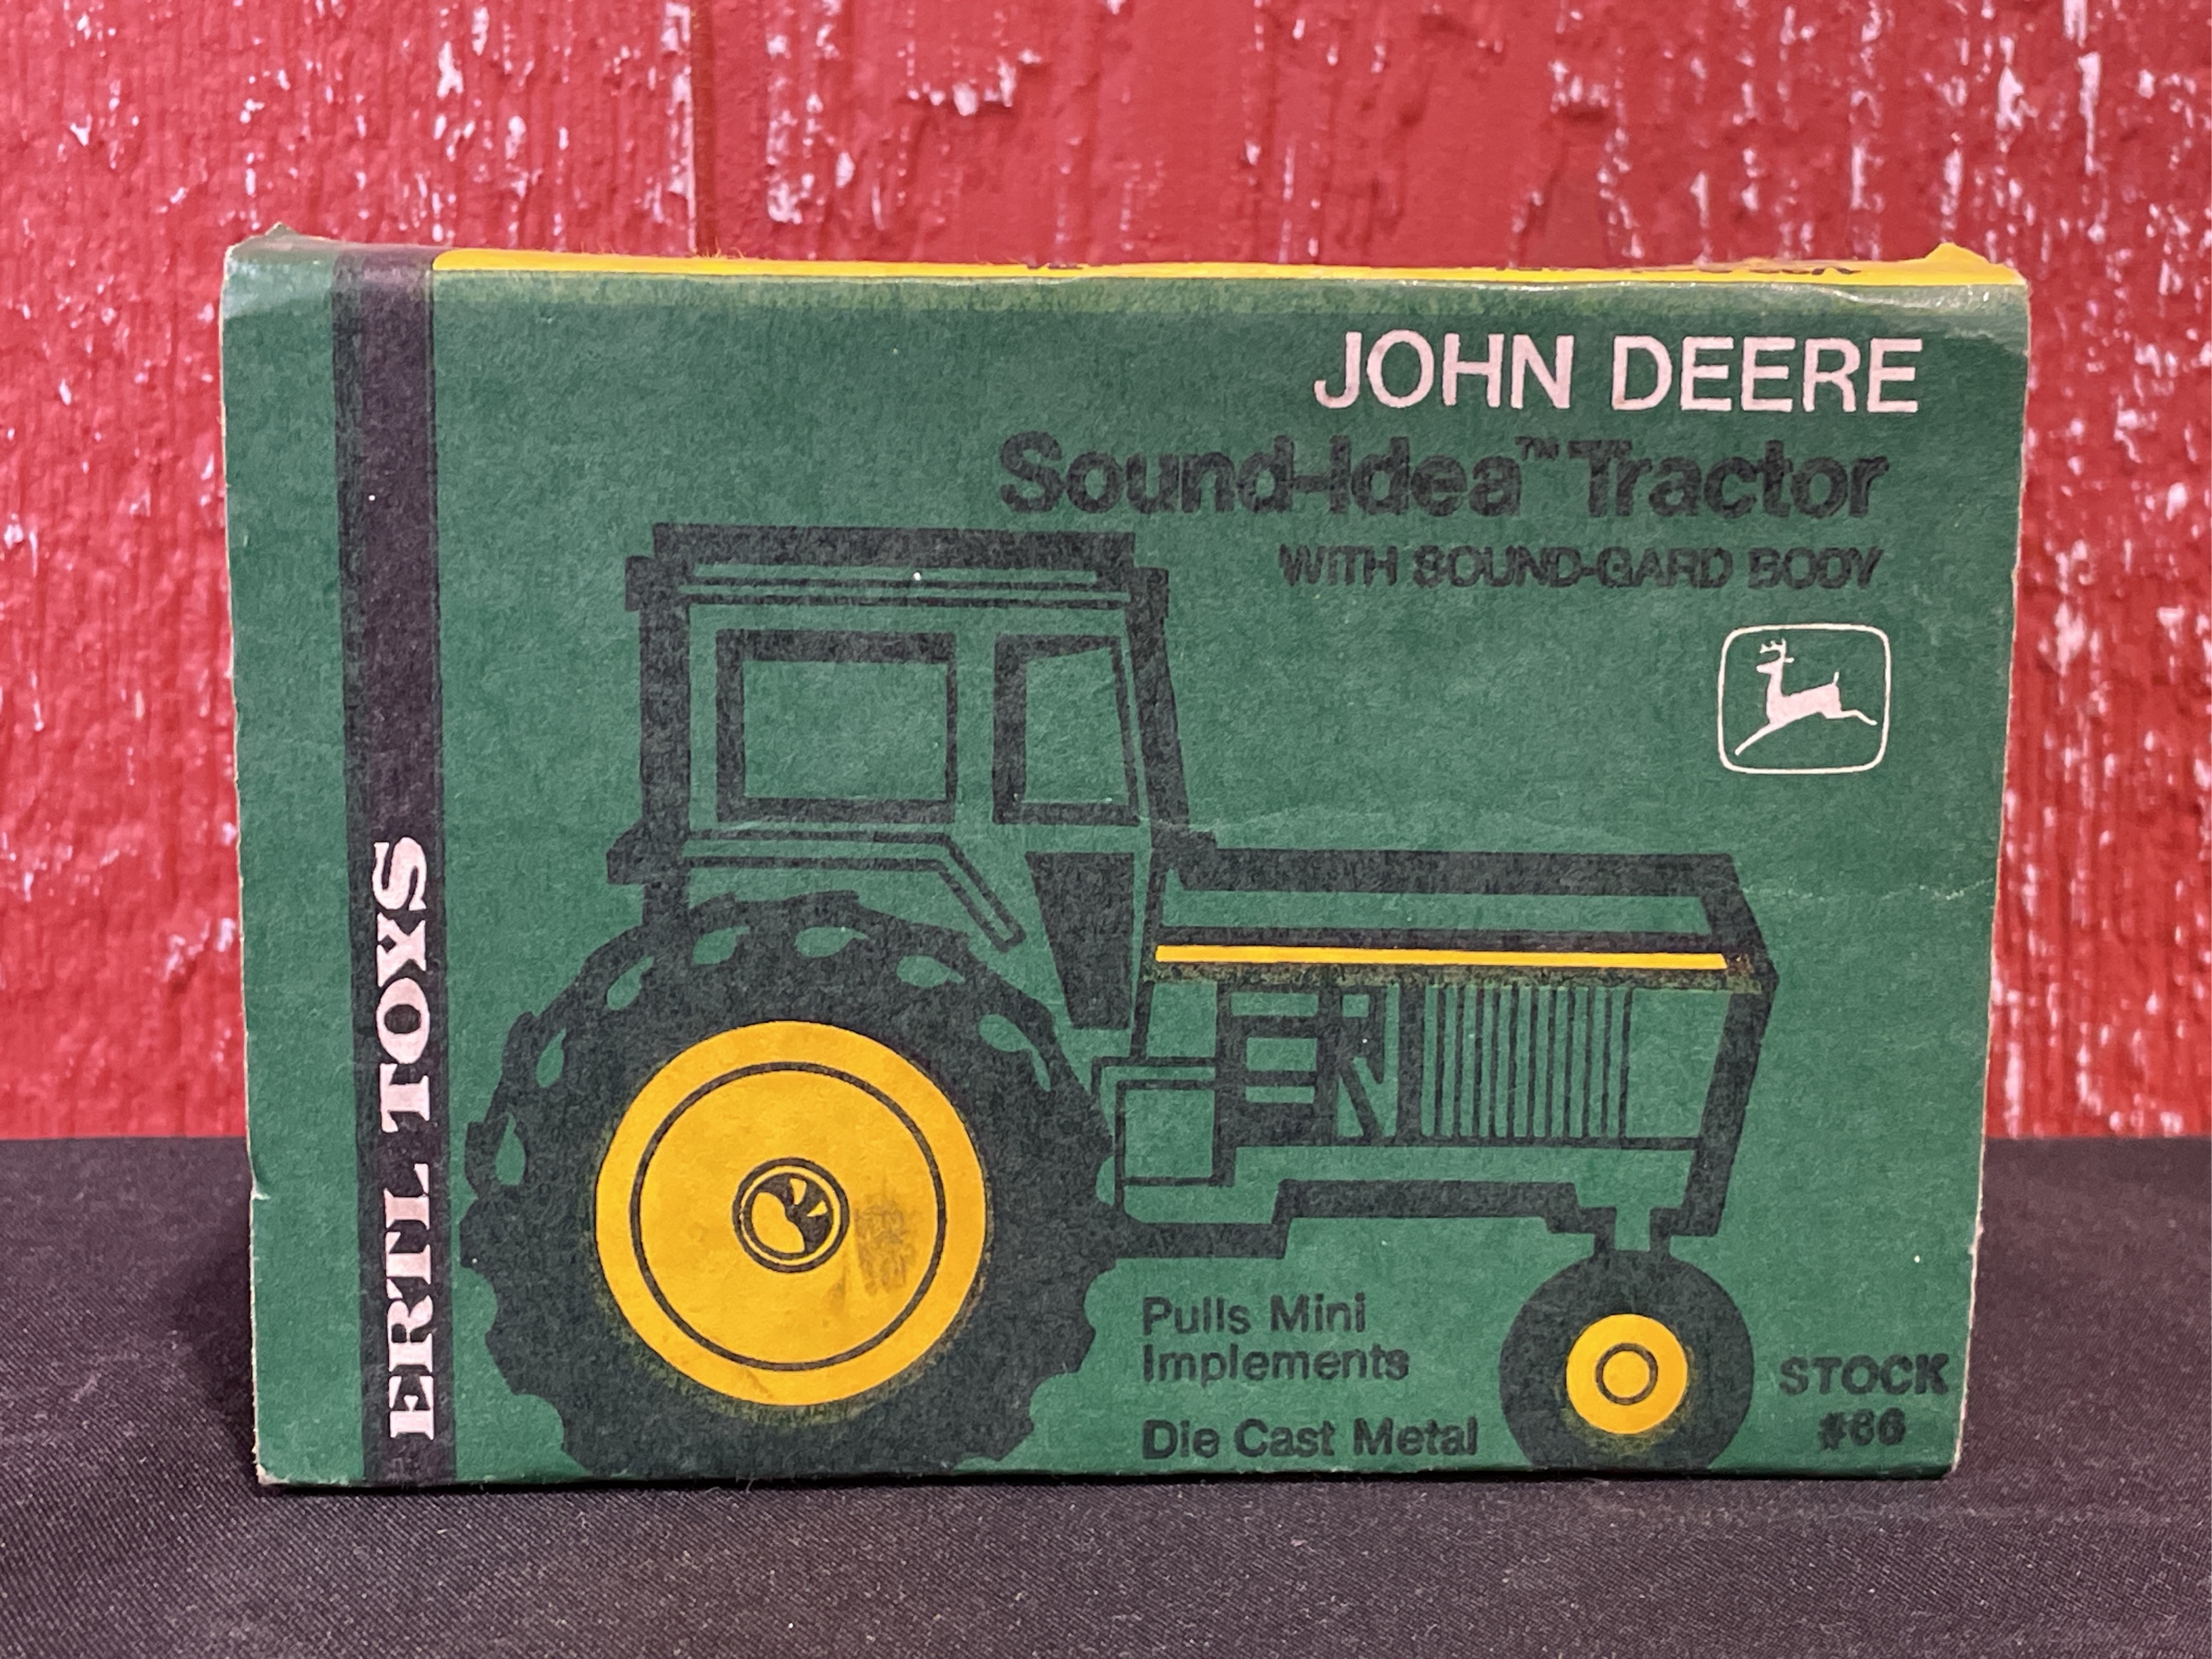 JOHN DEERE
Sound-Idea™ Tractor
WITH SOUND-GARD BODY
ERTL TOYS
Pulls Mini
Implements
Die Cast Metal
STOCK
#66